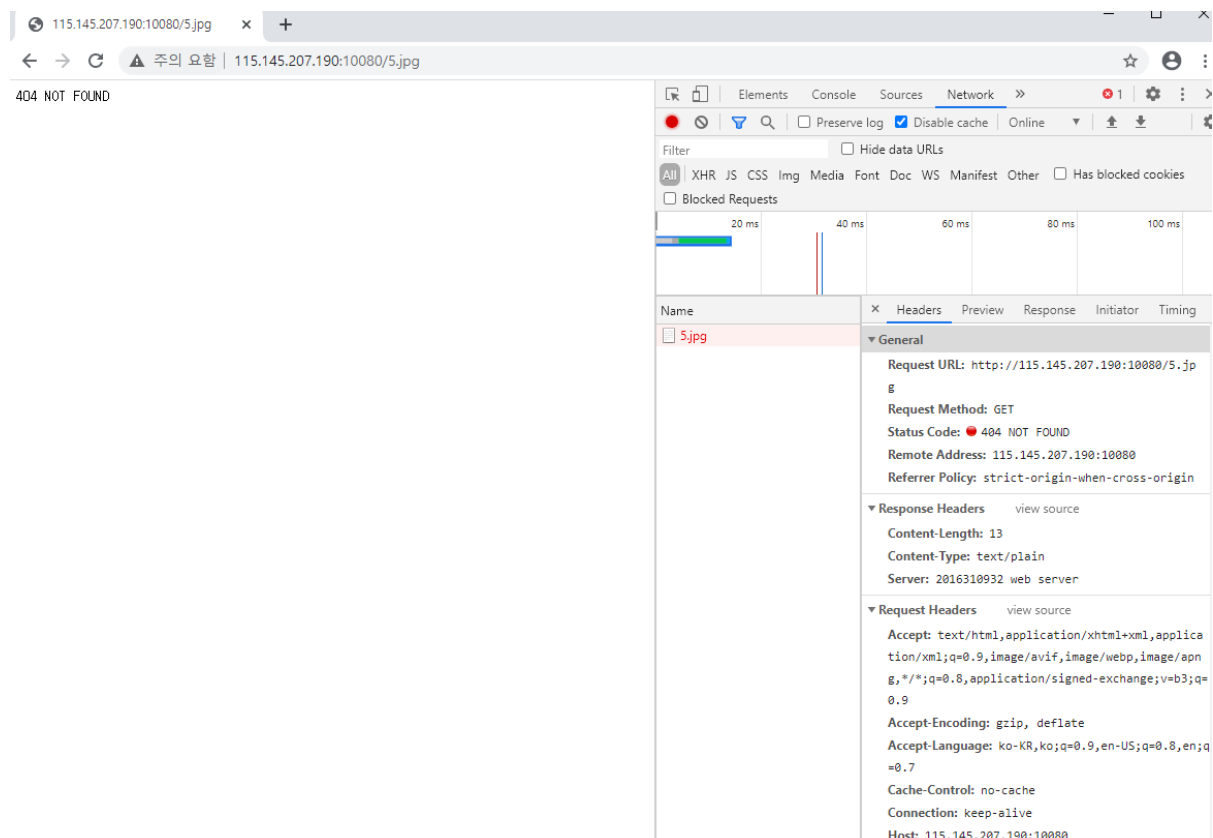 115.145.207.190:10080/5.jpg
주의 요함 115.145.207.190:10080/5.jpg
404 NOT FOUND
Elements Console Sources Network 1
Preserve log Disable cache Online
Filter Hide data URLs
All XHR JS CSS Img Media Font Doc WS Manifest Other Has blocked cookies
Blocked Requests
20 ms 40 ms 60 ms 80 ms 100 ms
Name
5.jpg
Headers Preview Response Initiator Timing
General
Request URL: http://115.145.207.190:10080/5.jp
g
Request Method: GET
Status Code: 404 NOT FOUND
Remote Address: 115.145.207.190:10080
Referrer Policy: strict-origin-when-cross-origin
Response Headers view source
Content-Length: 13
Content-Type: text/plain
Server: 2016310932 web server
Request Headers view source
Accept: text/html,application/xhtml+xml,applica
tion/xml;q=0.9,image/avif,image/webp,image/apn
g,*/*;q=0.8,application/signed-exchange;v=b3;q=
0.9
Accept-Encoding: gzip, deflate
Accept-Language: ko-KR,ko;q=0.9,en-US;q=0.8,en;q
=0.7
Cache-Control: no-cache
Connection: keep-alive
Host: 115.145.207.190:10080